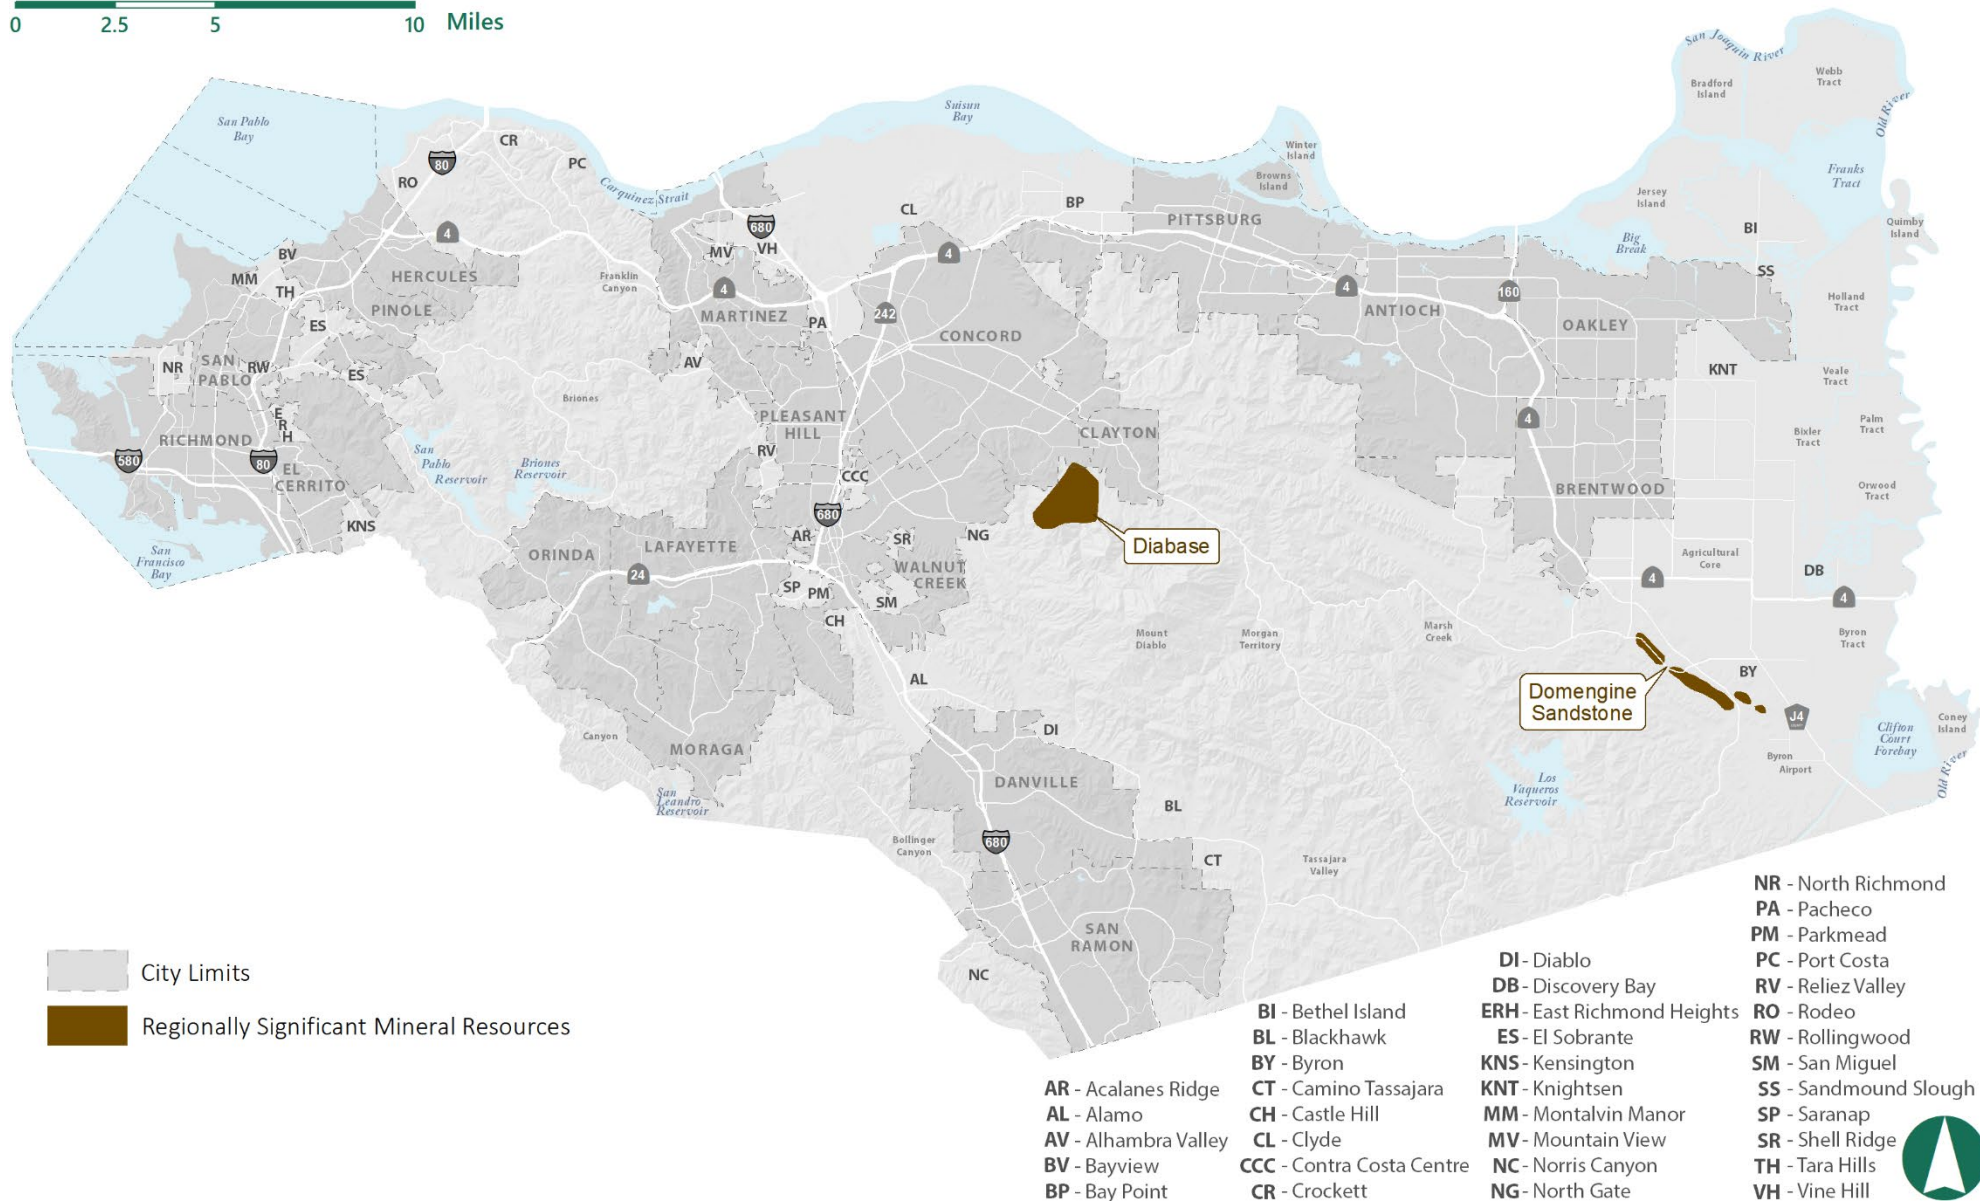 0 2.5 5 10 Miles
San Joaquin River
Bradford
Island
Webb
Tract
Old River
San Pablo
Bay
Suisun
Bay
CR
PC
80
RO
Carquinez Strait
Winter
Island
Browns
Island
Franks
Tract
Jersey
Island
Quimby
Island
BP
CL
PITTSBURG
BI
4
680
VH
MV
4
Big
Break
BV
MM
TH
HERCULES
PINOLE
Franklin
Canyon
4
MARTINEZ
PA
242
CONCORD
4
ANTIOCH
160
OAKLEY
SS
Holland
Tract
ES
NR
SAN
PABLO
RW
ES
AV
KNT
Veale
Tract
Briones
E
R
H
RICHMOND
PLEASANT
HILL
CLAYTON
4
Bixler
Tract
Palm
Tract
580
80
EL
CERRITO
San
Pablo
Reservoir
Briones
Reservoir
RV
CCC
BRENTWOOD
Orwood
Tract
KNS
680
AR
SR
NG
Diabase
San
Francisco
Bay
ORINDA
LAFAYETTE
24
WALNUT
CREEK
SP
PM
SM
CH
Agricultural
Core
4
DB
4
Mount
Diablo
Morgan
Territory
Marsh
Creek
Byron
Tract
AL
Domengine
Sandstone
BY
J4
Coney
Island
Clifton
Court
Forebay
DI
Canyon
MORAGA
DANVILLE
Byron
Airport
Old River
Los
Vaqueros
Reservoir
San
Leandro
Reservoir
BL
Bollinger
Canyon
680
CT
Tassajara
Valley
SAN
RAMON
NC
City Limits
Regionally Significant Mineral Resources
AR - Acalanes Ridge
AL - Alamo
AV - Alhambra Valley
BV - Bayview
BP - Bay Point
BI - Bethel Island
BL - Blackhawk
BY - Byron
CT - Camino Tassajara
CH - Castle Hill
CL - Clyde
CCC - Contra Costa Centre
CR - Crockett
DI - Diablo
DB - Discovery Bay
ERH - East Richmond Heights
ES - El Sobrante
KNS - Kensington
KNT - Knightsen
MM - Montalvin Manor
MV - Mountain View
NC - Norris Canyon
NG - North Gate
NR - North Richmond
PA - Pacheco
PM - Parkmead
PC - Port Costa
RV - Reliez Valley
RO - Rodeo
RW - Rollingwood
SM - San Miguel
SS - Sandmound Slough
SP - Saranap
SR - Shell Ridge
TH - Tara Hills
VH - Vine Hill